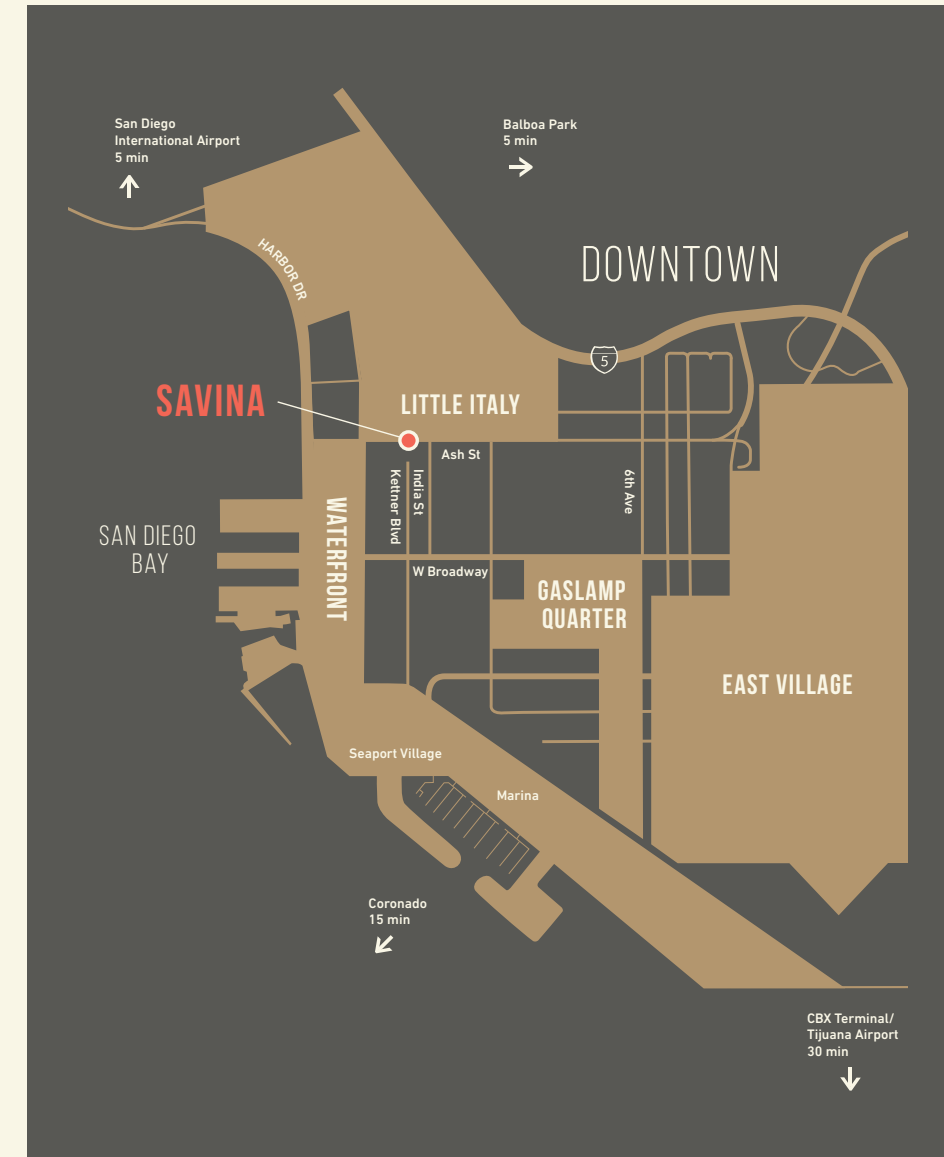 San Diego
International Airport
5 min
Balboa Park
5 min
HARBOR DR
DOWNTOWN
5
SAVINA
LITTLE ITALY
Ash St
Kettner Blvd
India St
6th Ave
WATERFRONT
SAN DIEGO
BAY
W Broadway
GASLAMP
QUARTER
EAST VILLAGE
Seaport Village
Marina
Coronado
15 min
CBX Terminal/
Tijuana Airport
30 min